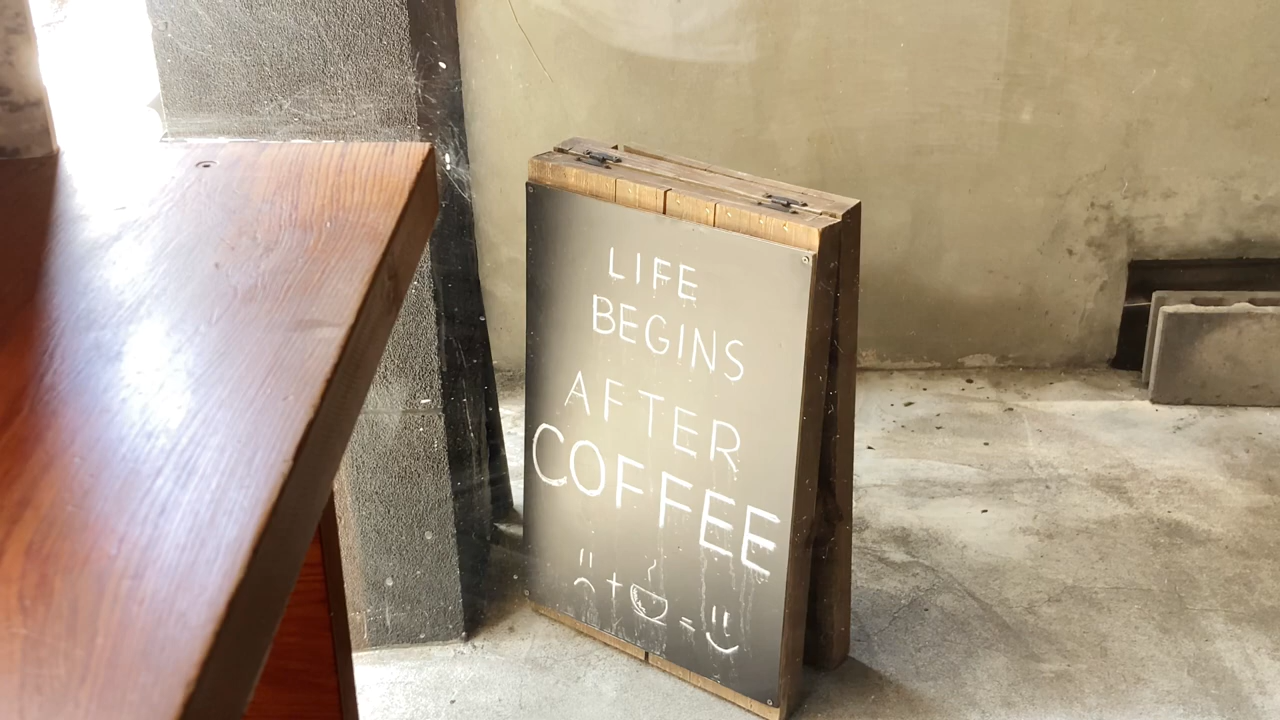 LIFE
BEGINS
AFTER
COFFEE
+ =